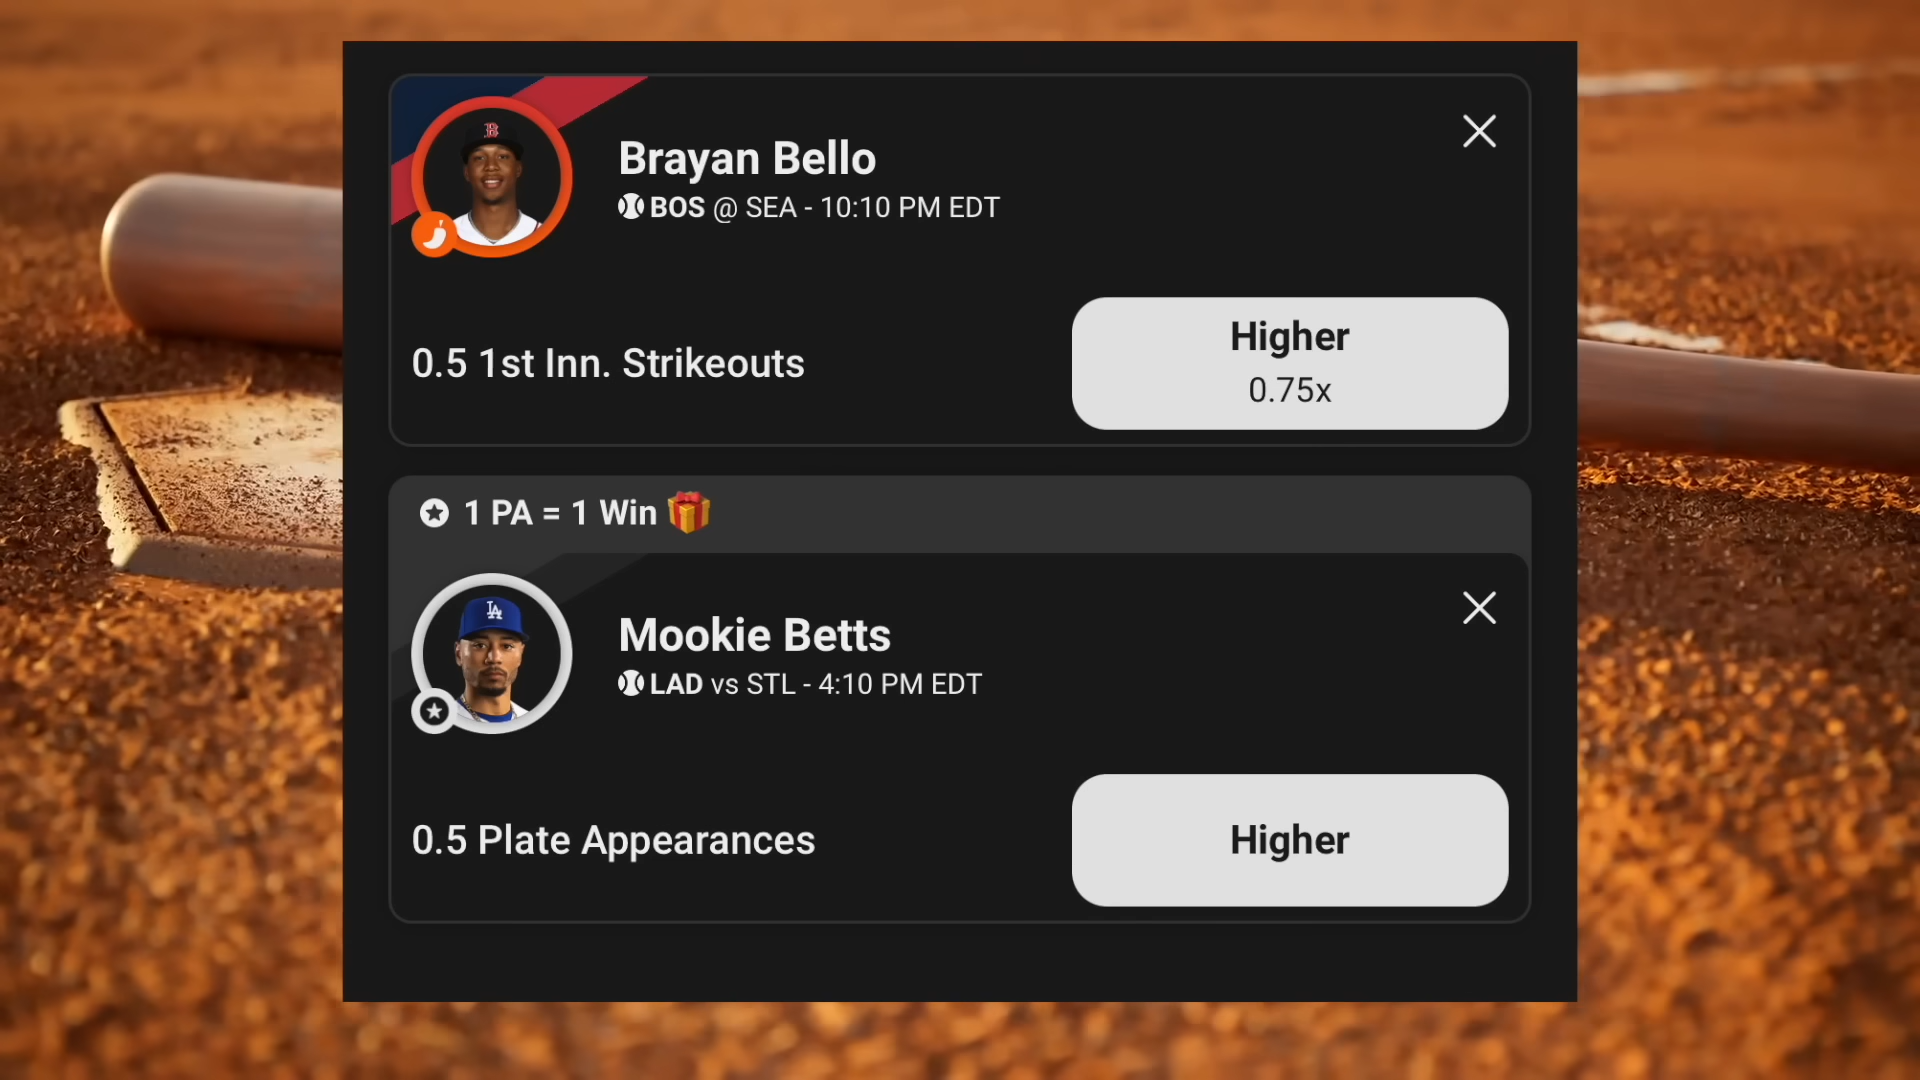 Brayan Bello
BOS @ SEA - 10:10 PM EDT
0.5 1st Inn. Strikeouts
Higher
0.75x
1 PA = 1 Win 🎁
Mookie Betts
LAD vs STL - 4:10 PM EDT
0.5 Plate Appearances
Higher
B
LA